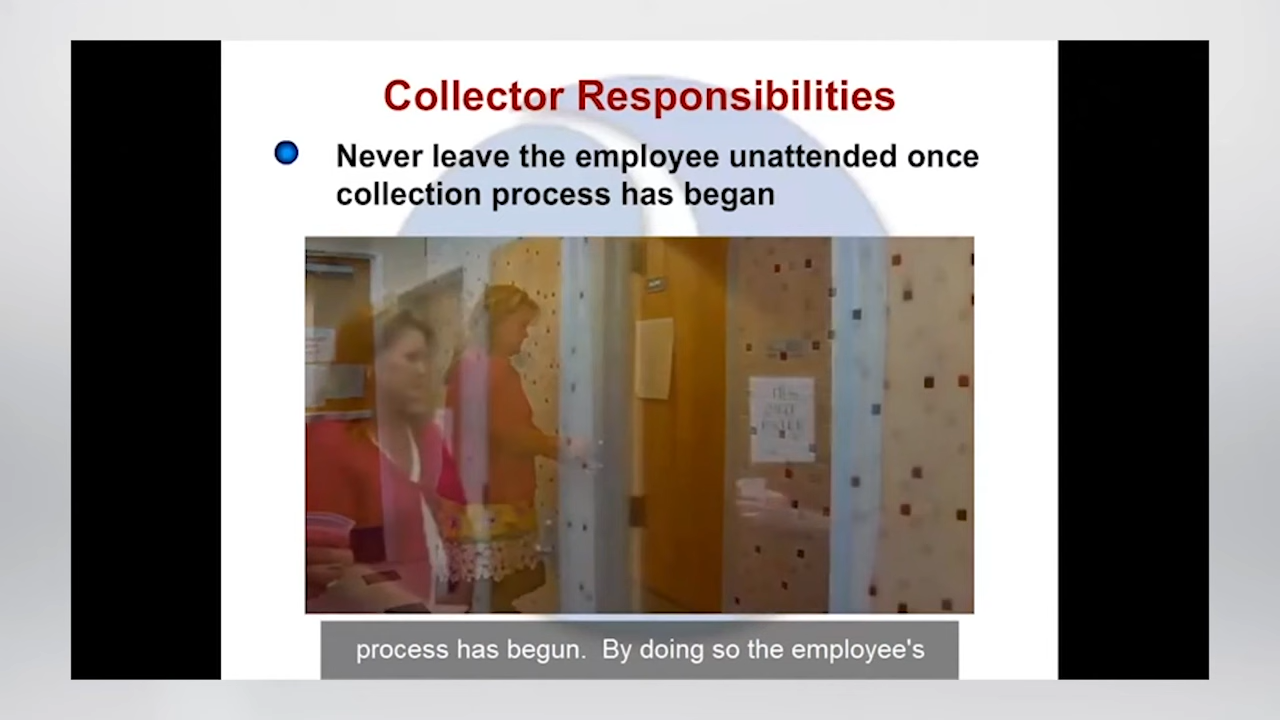 Collector Responsibilities
Never leave the employee unattended once
collection process has began
process has begun.  By doing so the employee's